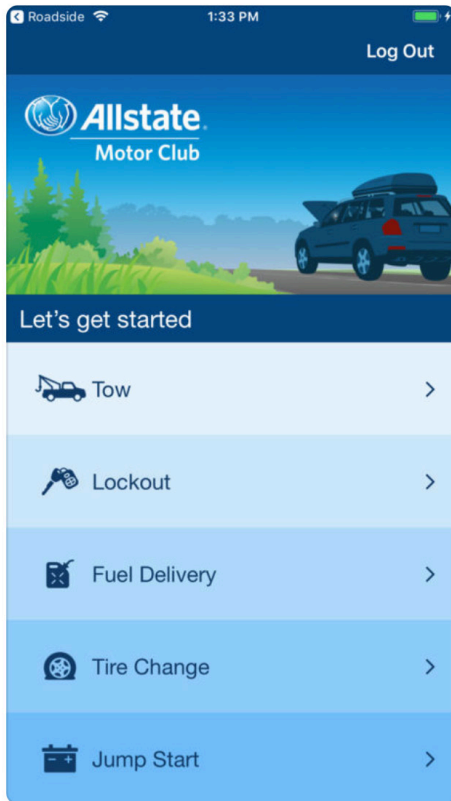 Roadside 1:33 PM
Log Out
Allstate.
Motor Club
Let's get started
Tow
Lockout
Fuel Delivery
Tire Change
Jump Start